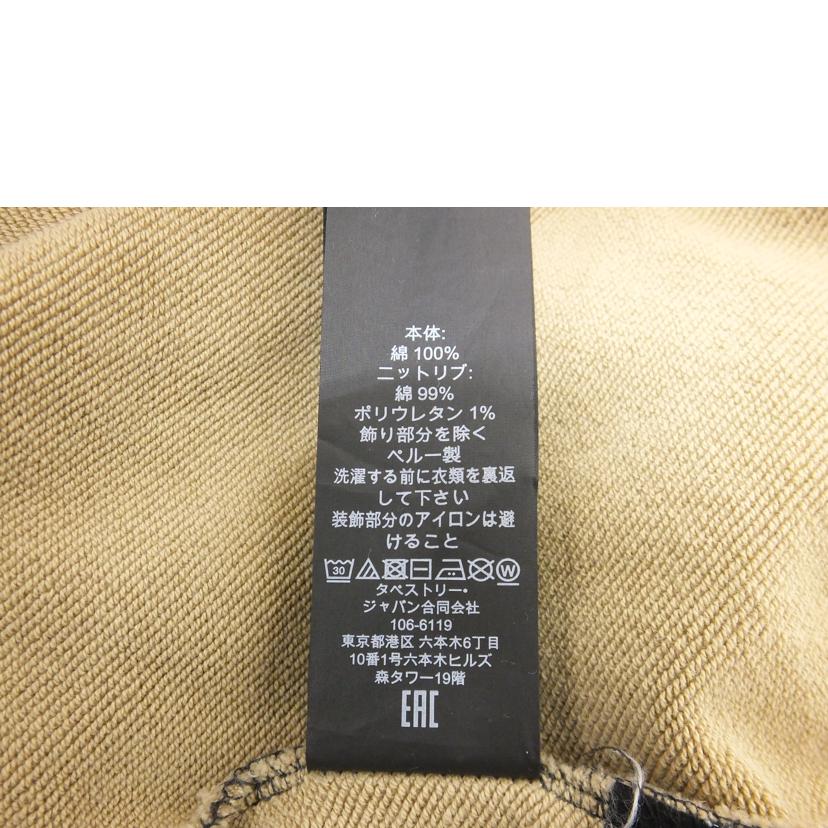 本体:
綿 100%
ニットリブ:
綿 99%
ポリウレタン 1%
飾り部分を除く
ペルー製
洗濯する前に衣類を裏返
して下さい
装飾部分のアイロンは避
けること
30 W
タペストリー・
ジャパン合同会社
106-6119
東京都港区 六本木6丁目
10番1号六本木ヒルズ
森タワー19階
EAC